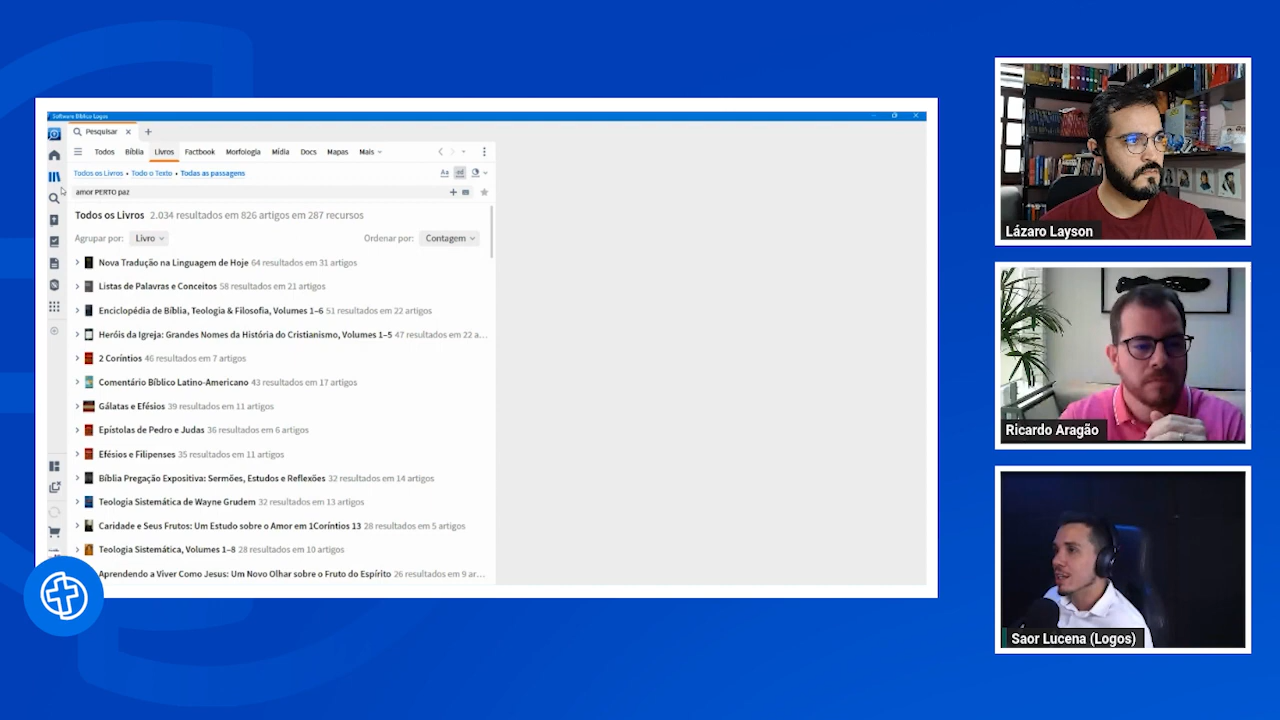 Software Bíblico Logos
Pesquisar
Todos Bíblia Livros Factbook Morfologia Mídia Docs Mapas Mais
Todos os Livros • Todo o Texto • Todas as passagens
Aa
amor PERTO paz
Todos os Livros 2.034 resultados em 826 artigos em 287 recursos
Agrupar por: Livro Ordenar por: Contagem
Nova Tradução na Linguagem de Hoje 64 resultados em 31 artigos
Listas de Palavras e Conceitos 58 resultados em 21 artigos
Enciclopédia de Bíblia, Teologia & Filosofia, Volumes 1–6 51 resultados em 22 artigos
Heróis da Igreja: Grandes Nomes da História do Cristianismo, Volumes 1–5 47 resultados em 22 a…
2 Coríntios 46 resultados em 7 artigos
Comentário Bíblico Latino-Americano 43 resultados em 17 artigos
Gálatas e Efésios 39 resultados em 11 artigos
Epístolas de Pedro e Judas 36 resultados em 6 artigos
Efésios e Filipenses 35 resultados em 11 artigos
Bíblia Pregação Expositiva: Sermões, Estudos e Reflexões 32 resultados em 14 artigos
Teologia Sistemática de Wayne Grudem 32 resultados em 13 artigos
Caridade e Seus Frutos: Um Estudo sobre o Amor em 1Coríntios 13 28 resultados em 5 artigos
Teologia Sistemática, Volumes 1–8 28 resultados em 10 artigos
Aprendendo a Viver Como Jesus: Um Novo Olhar sobre o Fruto do Espírito 26 resultados em 9 ar…
Lázaro Layson
Ricardo Aragão
Saor Lucena (Logos)